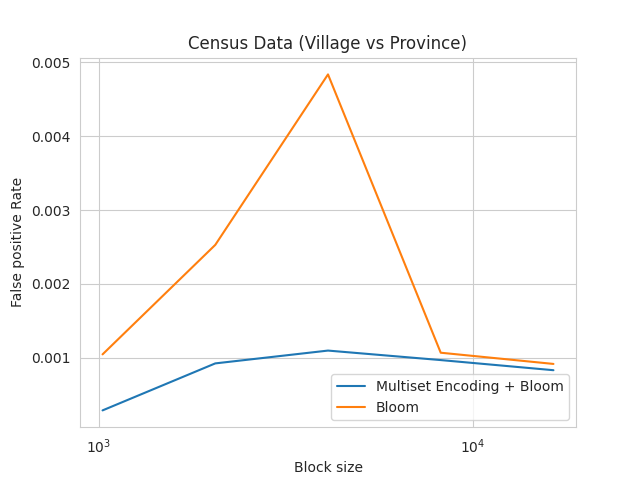 Census Data (Village vs Province)
0.005
0.004
0.003
0.002
0.001
False positive Rate
Multiset Encoding + Bloom
Bloom
10³
10⁴
Block size